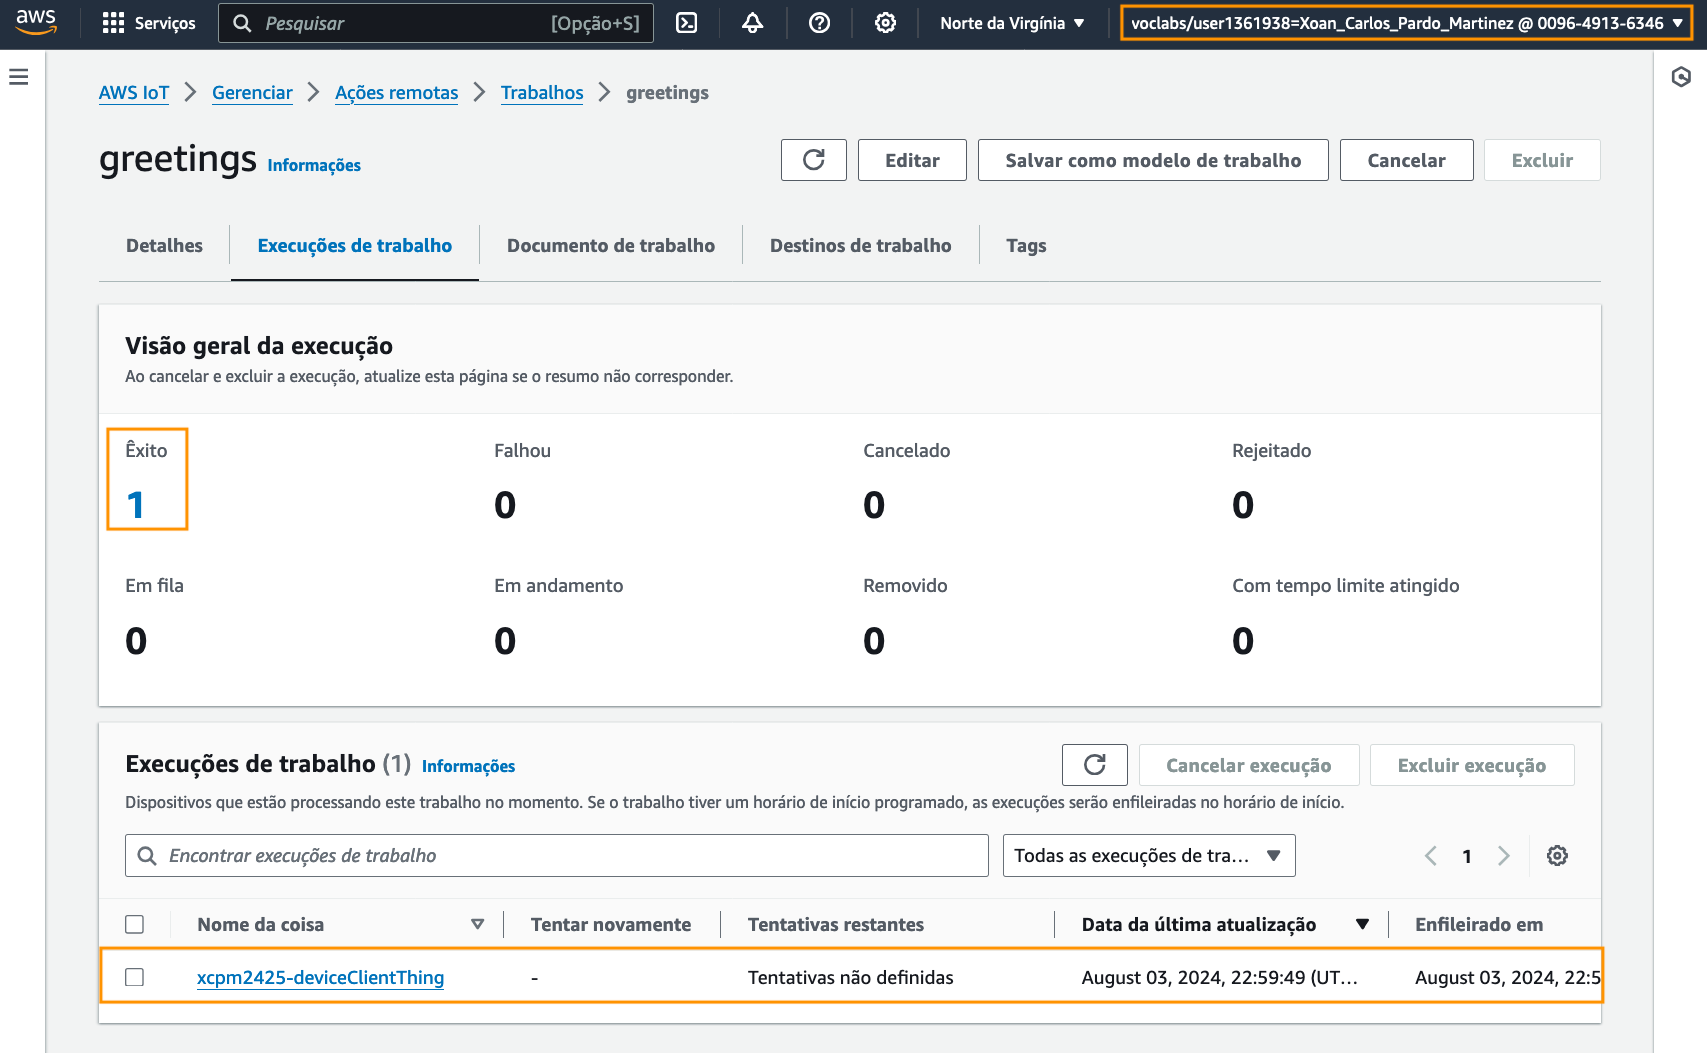 aws Serviços Pesquisar [Opção+S] Norte da Virgínia voclabs/user1361938=Xoan_Carlos_Pardo_Martinez @ 0096-4913-6346
AWS IoT Gerenciar Ações remotas Trabalhos greetings
greetings Informações Editar Salvar como modelo de trabalho Cancelar Excluir
Detalhes Execuções de trabalho Documento de trabalho Destinos de trabalho Tags
Visão geral da execução
Ao cancelar e excluir a execução, atualize esta página se o resumo não corresponder.
Êxito Falhou Cancelado Rejeitado
1 0 0 0
Em fila Em andamento Removido Com tempo limite atingido
0 0 0 0
Execuções de trabalho (1) Informações Cancelar execução Excluir execução
Dispositivos que estão processando este trabalho no momento. Se o trabalho tiver um horário de início programado, as execuções serão enfileiradas no horário de início.
Encontrar execuções de trabalho Todas as execuções de tra... 1
Nome da coisa Tentar novamente Tentativas restantes Data da última atualização Enfileirado em
xcpm2425-deviceClientThing - Tentativas não definidas August 03, 2024, 22:59:49 (UT... August 03, 2024, 22:5